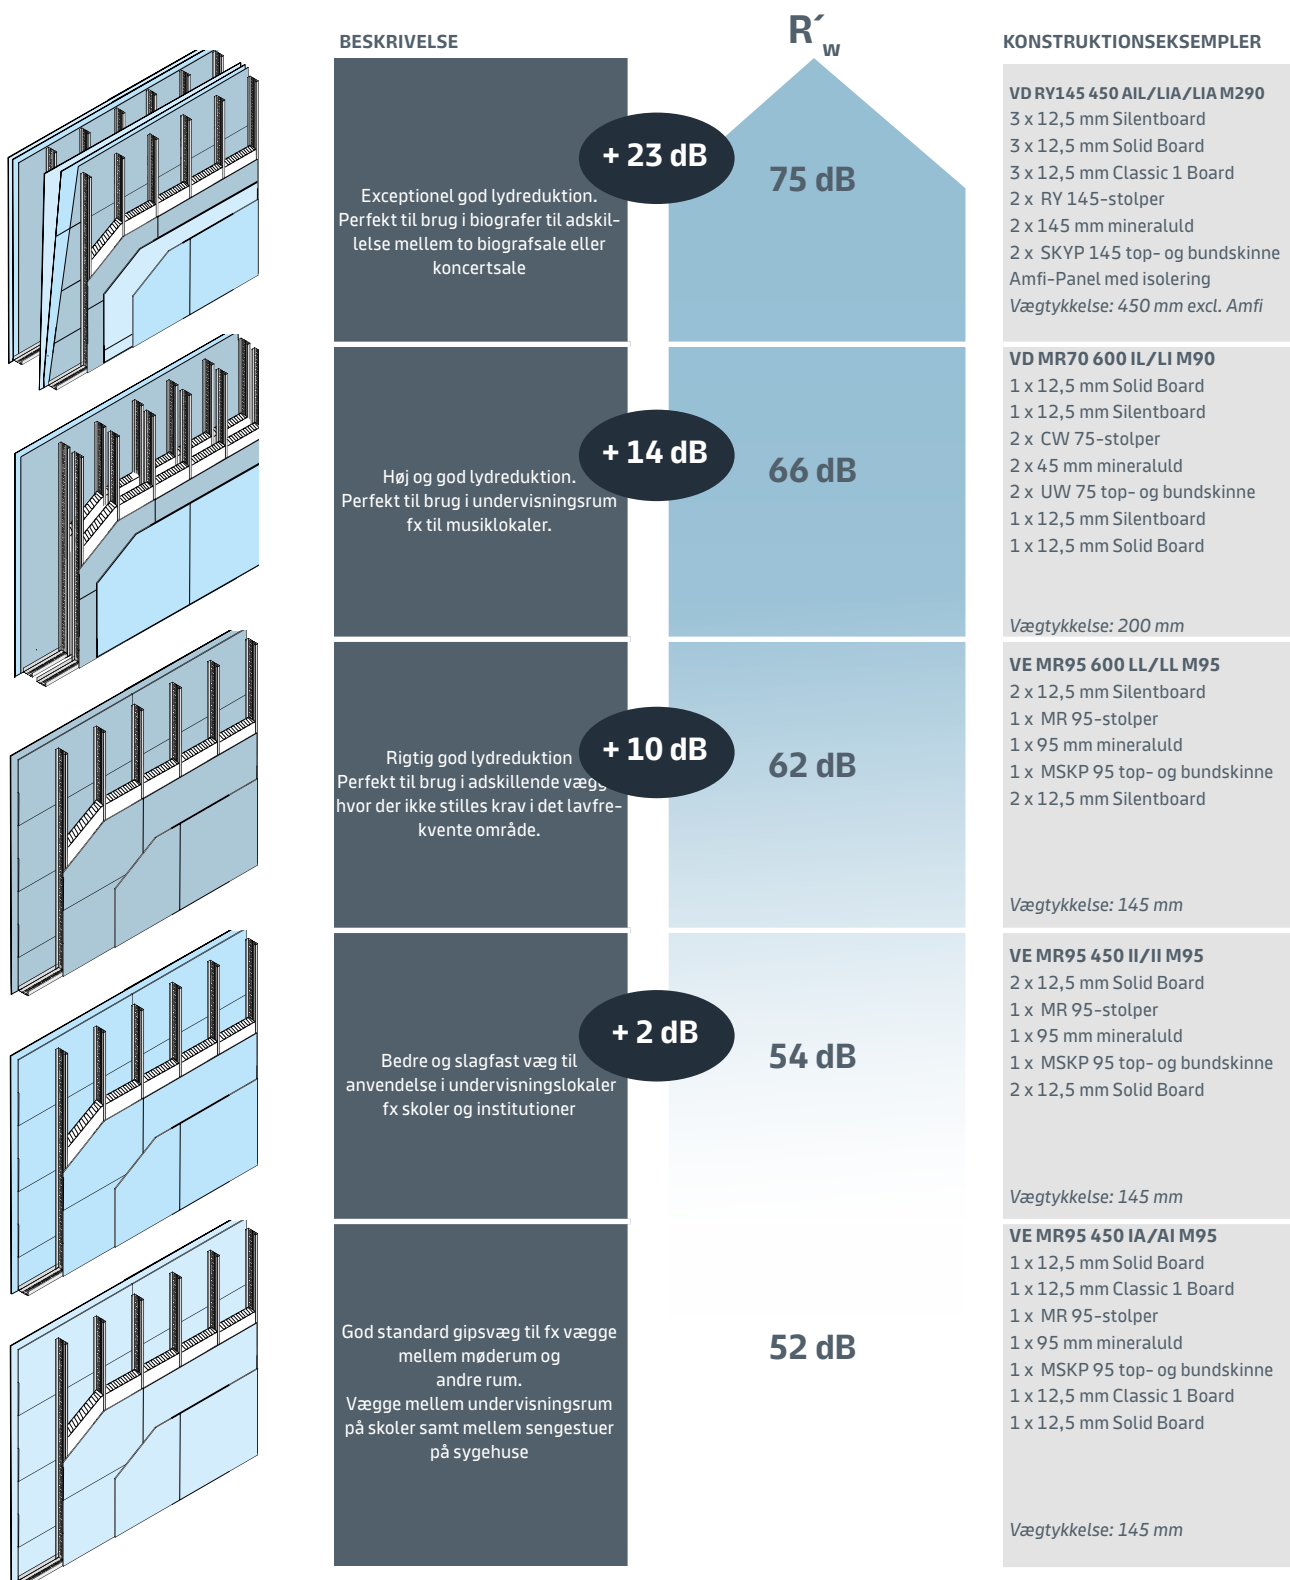 BESKRIVELSE
R´w
KONSTRUKTIONSEKSEMPLER
Exceptionel god lydreduktion.
Perfekt til brug i biografer til adskil-
lelse mellem to biografsale eller
koncertsale
+ 23 dB
75 dB
VD RY145 450 AIL/LIA/LIA M290
3 x 12,5 mm Silentboard
3 x 12,5 mm Solid Board
3 x 12,5 mm Classic 1 Board
2 x RY 145-stolper
2 x 145 mm mineraluld
2 x SKYP 145 top- og bundskinne
Amfi-Panel med isolering
Vægtykkelse: 450 mm excl. Amfi
Høj og god lydreduktion.
Perfekt til brug i undervisningsrum
fx til musiklokaler.
+ 14 dB
66 dB
VD MR70 600 IL/LI M90
1 x 12,5 mm Solid Board
1 x 12,5 mm Silentboard
2 x CW 75-stolper
2 x 45 mm mineraluld
2 x UW 75 top- og bundskinne
1 x 12,5 mm Silentboard
1 x 12,5 mm Solid Board
Vægtykkelse: 200 mm
Rigtig god lydreduktion
Perfekt til brug i adskillende vægg
hvor der ikke stilles krav i det lavfre-
kvente område.
+ 10 dB
62 dB
VE MR95 600 LL/LL M95
2 x 12,5 mm Silentboard
1 x MR 95-stolper
1 x 95 mm mineraluld
1 x MSKP 95 top- og bundskinne
2 x 12,5 mm Silentboard
Vægtykkelse: 145 mm
Bedre og slagfast væg til
anvendelse i undervisningslokaler
fx skoler og institutioner
+ 2 dB
54 dB
VE MR95 450 II/II M95
2 x 12,5 mm Solid Board
1 x MR 95-stolper
1 x 95 mm mineraluld
1 x MSKP 95 top- og bundskinne
2 x 12,5 mm Solid Board
Vægtykkelse: 145 mm
God standard gipsvæg til fx vægge
mellem møderum og
andre rum.
Vægge mellem undervisningsrum
på skoler samt mellem sengestuer
på sygehuse
52 dB
VE MR95 450 IA/AI M95
1 x 12,5 mm Solid Board
1 x 12,5 mm Classic 1 Board
1 x MR 95-stolper
1 x 95 mm mineraluld
1 x MSKP 95 top- og bundskinne
1 x 12,5 mm Classic 1 Board
1 x 12,5 mm Solid Board
Vægtykkelse: 145 mm